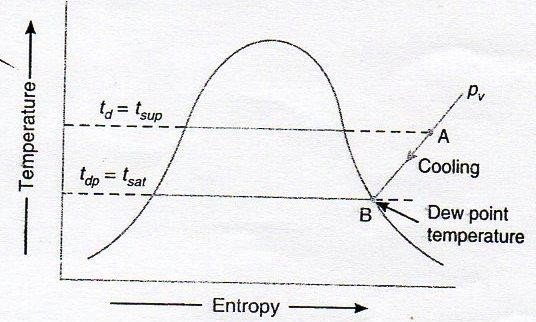 Temperature
t_d = t_sup
t_dp = t_sat
p_v
A
Cooling
B
Dew point
temperature
Entropy